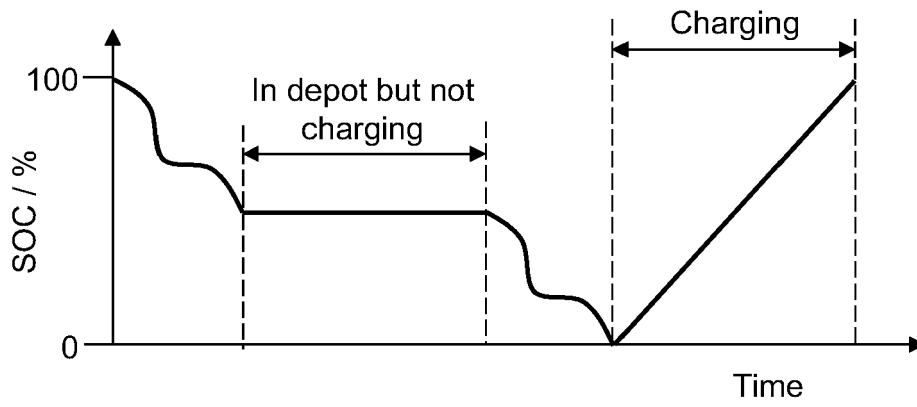 Charging
100
In depot but not
charging
SOC / %
0
Time